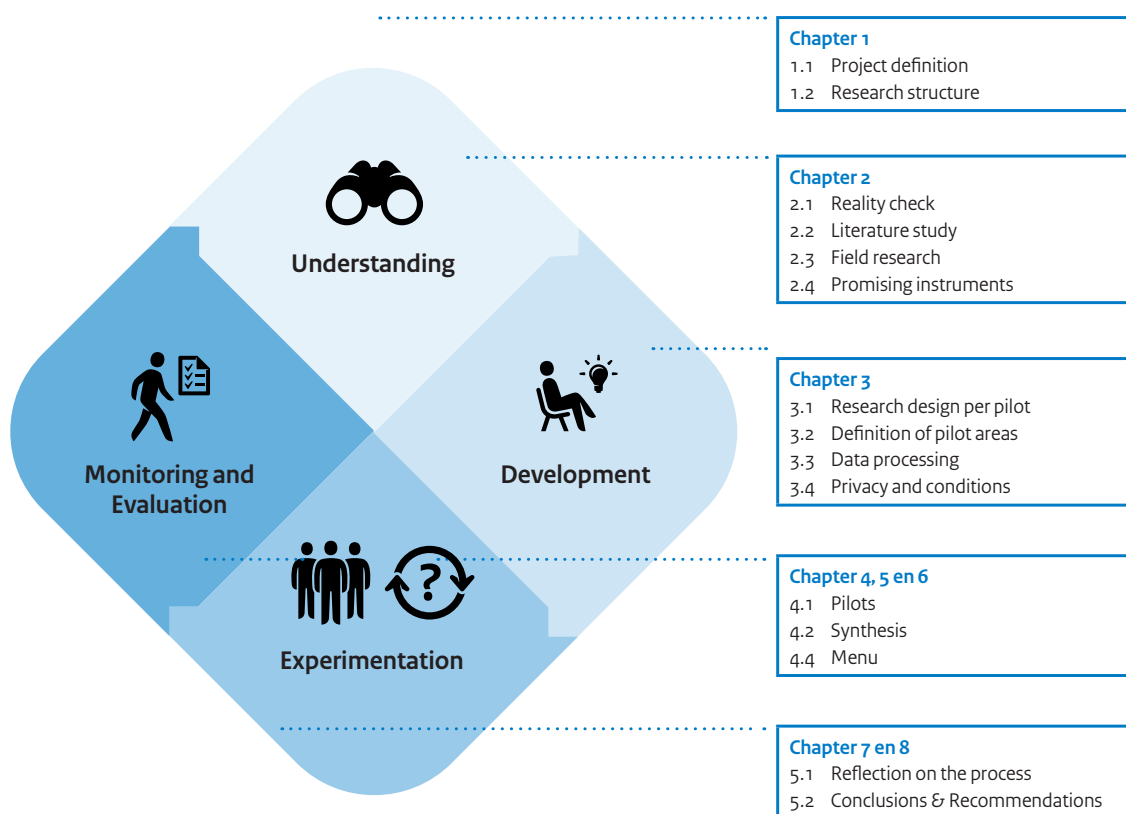 Chapter 1
1.1 Project definition
1.2 Research structure
Chapter 2
2.1 Reality check
2.2 Literature study
2.3 Field research
2.4 Promising instruments
Understanding
Chapter 3
3.1 Research design per pilot
3.2 Definition of pilot areas
3.3 Data processing
3.4 Privacy and conditions
Monitoring and
Evaluation
Development
?
Experimentation
Chapter 4, 5 en 6
4.1 Pilots
4.2 Synthesis
4.4 Menu
Chapter 7 en 8
5.1 Reflection on the process
5.2 Conclusions & Recommendations